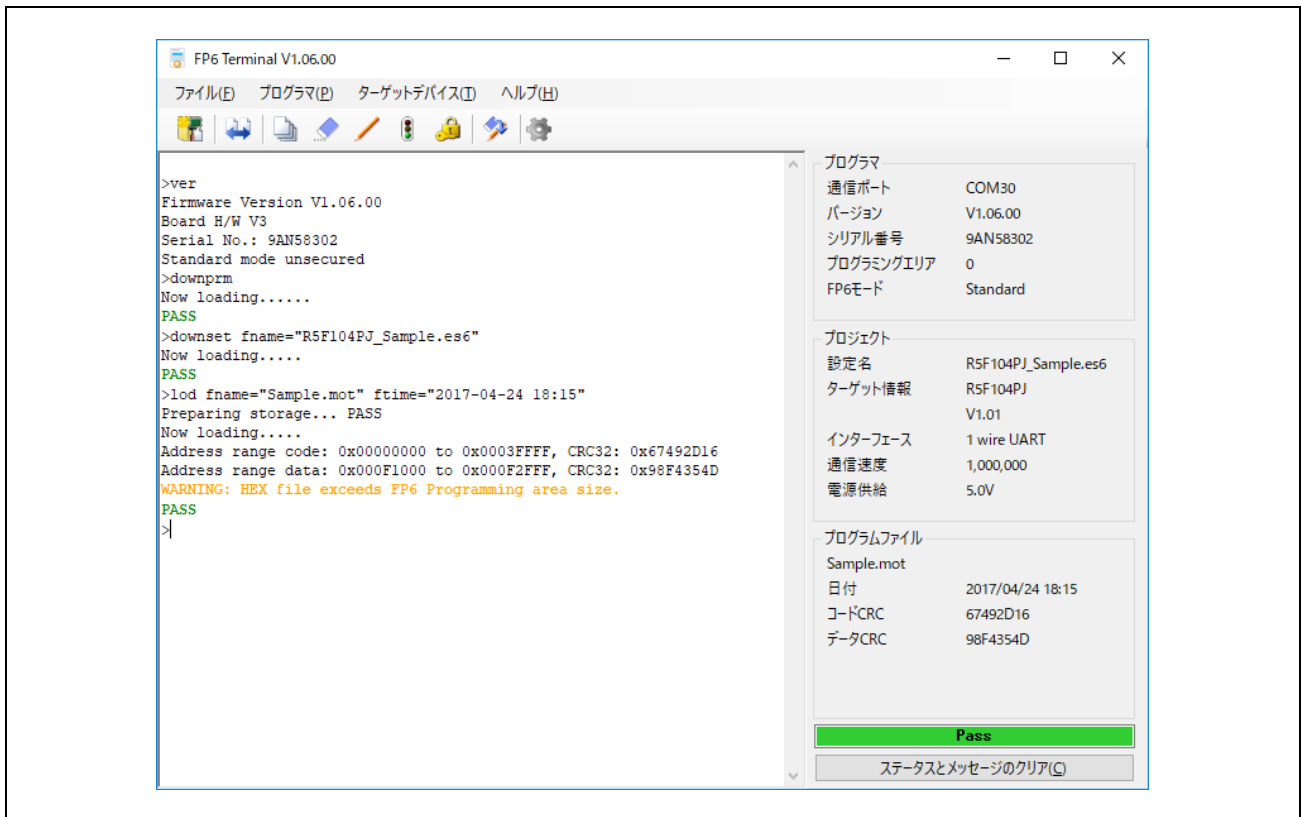 FP6 Terminal V1.06.00
ファイル(F) プログラマ(P) ターゲットデバイス(T) ヘルプ(H)
>ver
Firmware Version V1.06.00
Board H/W V3
Serial No.: 9AN58302
Standard mode unsecured
>downprm
Now loading......
PASS
>downset fname="R5F104PJ_Sample.es6"
Now loading.....
PASS
>lod fname="Sample.mot" ftime="2017-04-24 18:15"
Preparing storage... PASS
Now loading.....
Address range code: 0x00000000 to 0x0003FFFF, CRC32: 0x67492D16
Address range data: 0x000F1000 to 0x000F2FFF, CRC32: 0x98F4354D
WARNING: HEX file exceeds FP6 Programming area size.
PASS
>
プログラマ
通信ポート COM30
バージョン V1.06.00
シリアル番号 9AN58302
プログラミングエリア 0
FP6モード Standard
プロジェクト
設定名 R5F104PJ_Sample.es6
ターゲット情報 R5F104PJ
V1.01
インターフェース 1 wire UART
通信速度 1,000,000
電源供給 5.0V
プログラムファイル
Sample.mot
日付 2017/04/24 18:15
コードCRC 67492D16
データCRC 98F4354D
Pass
ステータスとメッセージのクリア(C)